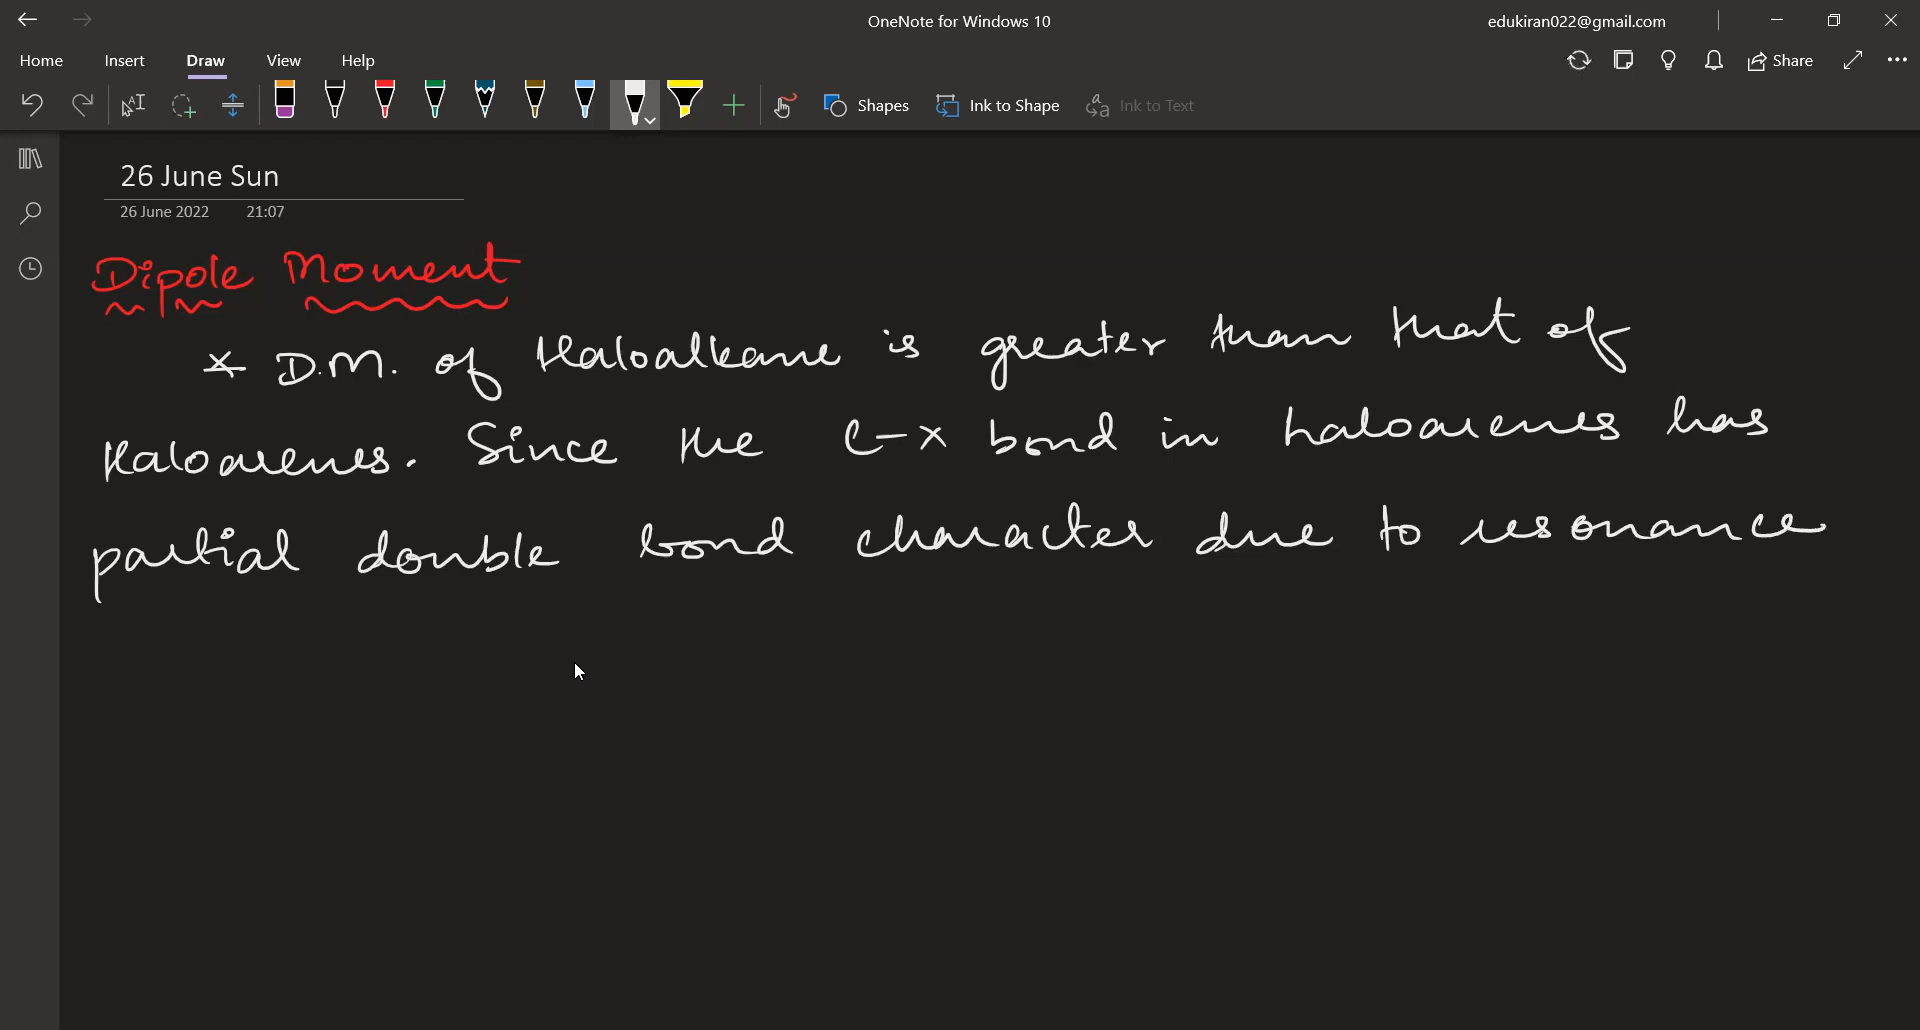 OneNote for Windows 10
edukiran022@gmail.com
Home Insert Draw View Help
Share
Shapes Ink to Shape Ink to Text
26 June Sun
26 June 2022 21:07
Dipole Moment
* D.M. of Haloalkane is greater than that of
Haloarenes. Since the C-X bond in haloarenes has
partial double bond character due to resonance